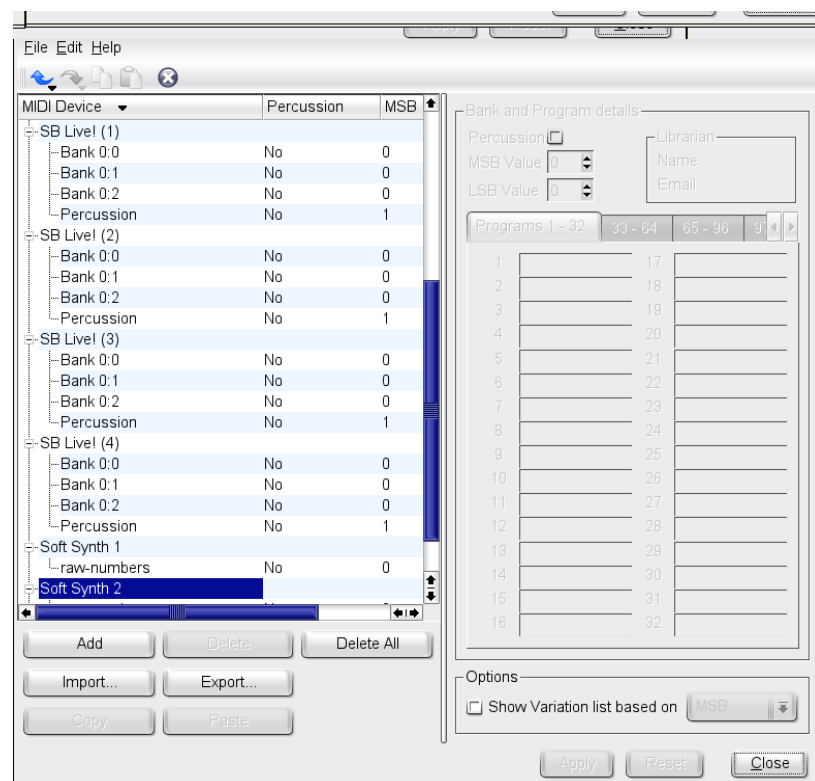 Apply Reset Close
File Edit Help
MIDI Device Percussion MSB
SB Live! (1)
Bank 0:0 No 0
Bank 0:1 No 0
Bank 0:2 No 0
Percussion No 1
SB Live! (2)
Bank 0:0 No 0
Bank 0:1 No 0
Bank 0:2 No 0
Percussion No 1
SB Live! (3)
Bank 0:0 No 0
Bank 0:1 No 0
Bank 0:2 No 0
Percussion No 1
SB Live! (4)
Bank 0:0 No 0
Bank 0:1 No 0
Bank 0:2 No 0
Percussion No 1
Soft Synth 1
raw-numbers No 0
Soft Synth 2
Add Delete Delete All
Import... Export...
Copy Paste
Bank and Program details
Percussion
MSB Value 0
LSB Value 0
Librarian
Name
Email
Programs 1 - 32 33 - 64 65 - 96
1 17
2 18
3 19
4 20
5 21
6 22
7 23
8 24
9 25
10 26
11 27
12 28
13 29
14 30
15 31
16 32
Options
Show Variation list based on MSB
Apply Reset Close